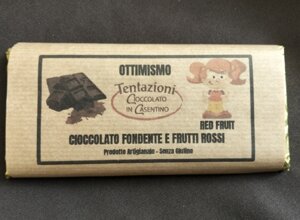 OTTIMISMO
Tentazioni
CIOCCOLATO
IN CASENTINO
RED FRUIT
CIOCCOLATO FONDENTE E FRUTTI ROSSI
Prodotto Artigianale - Senza Glutine